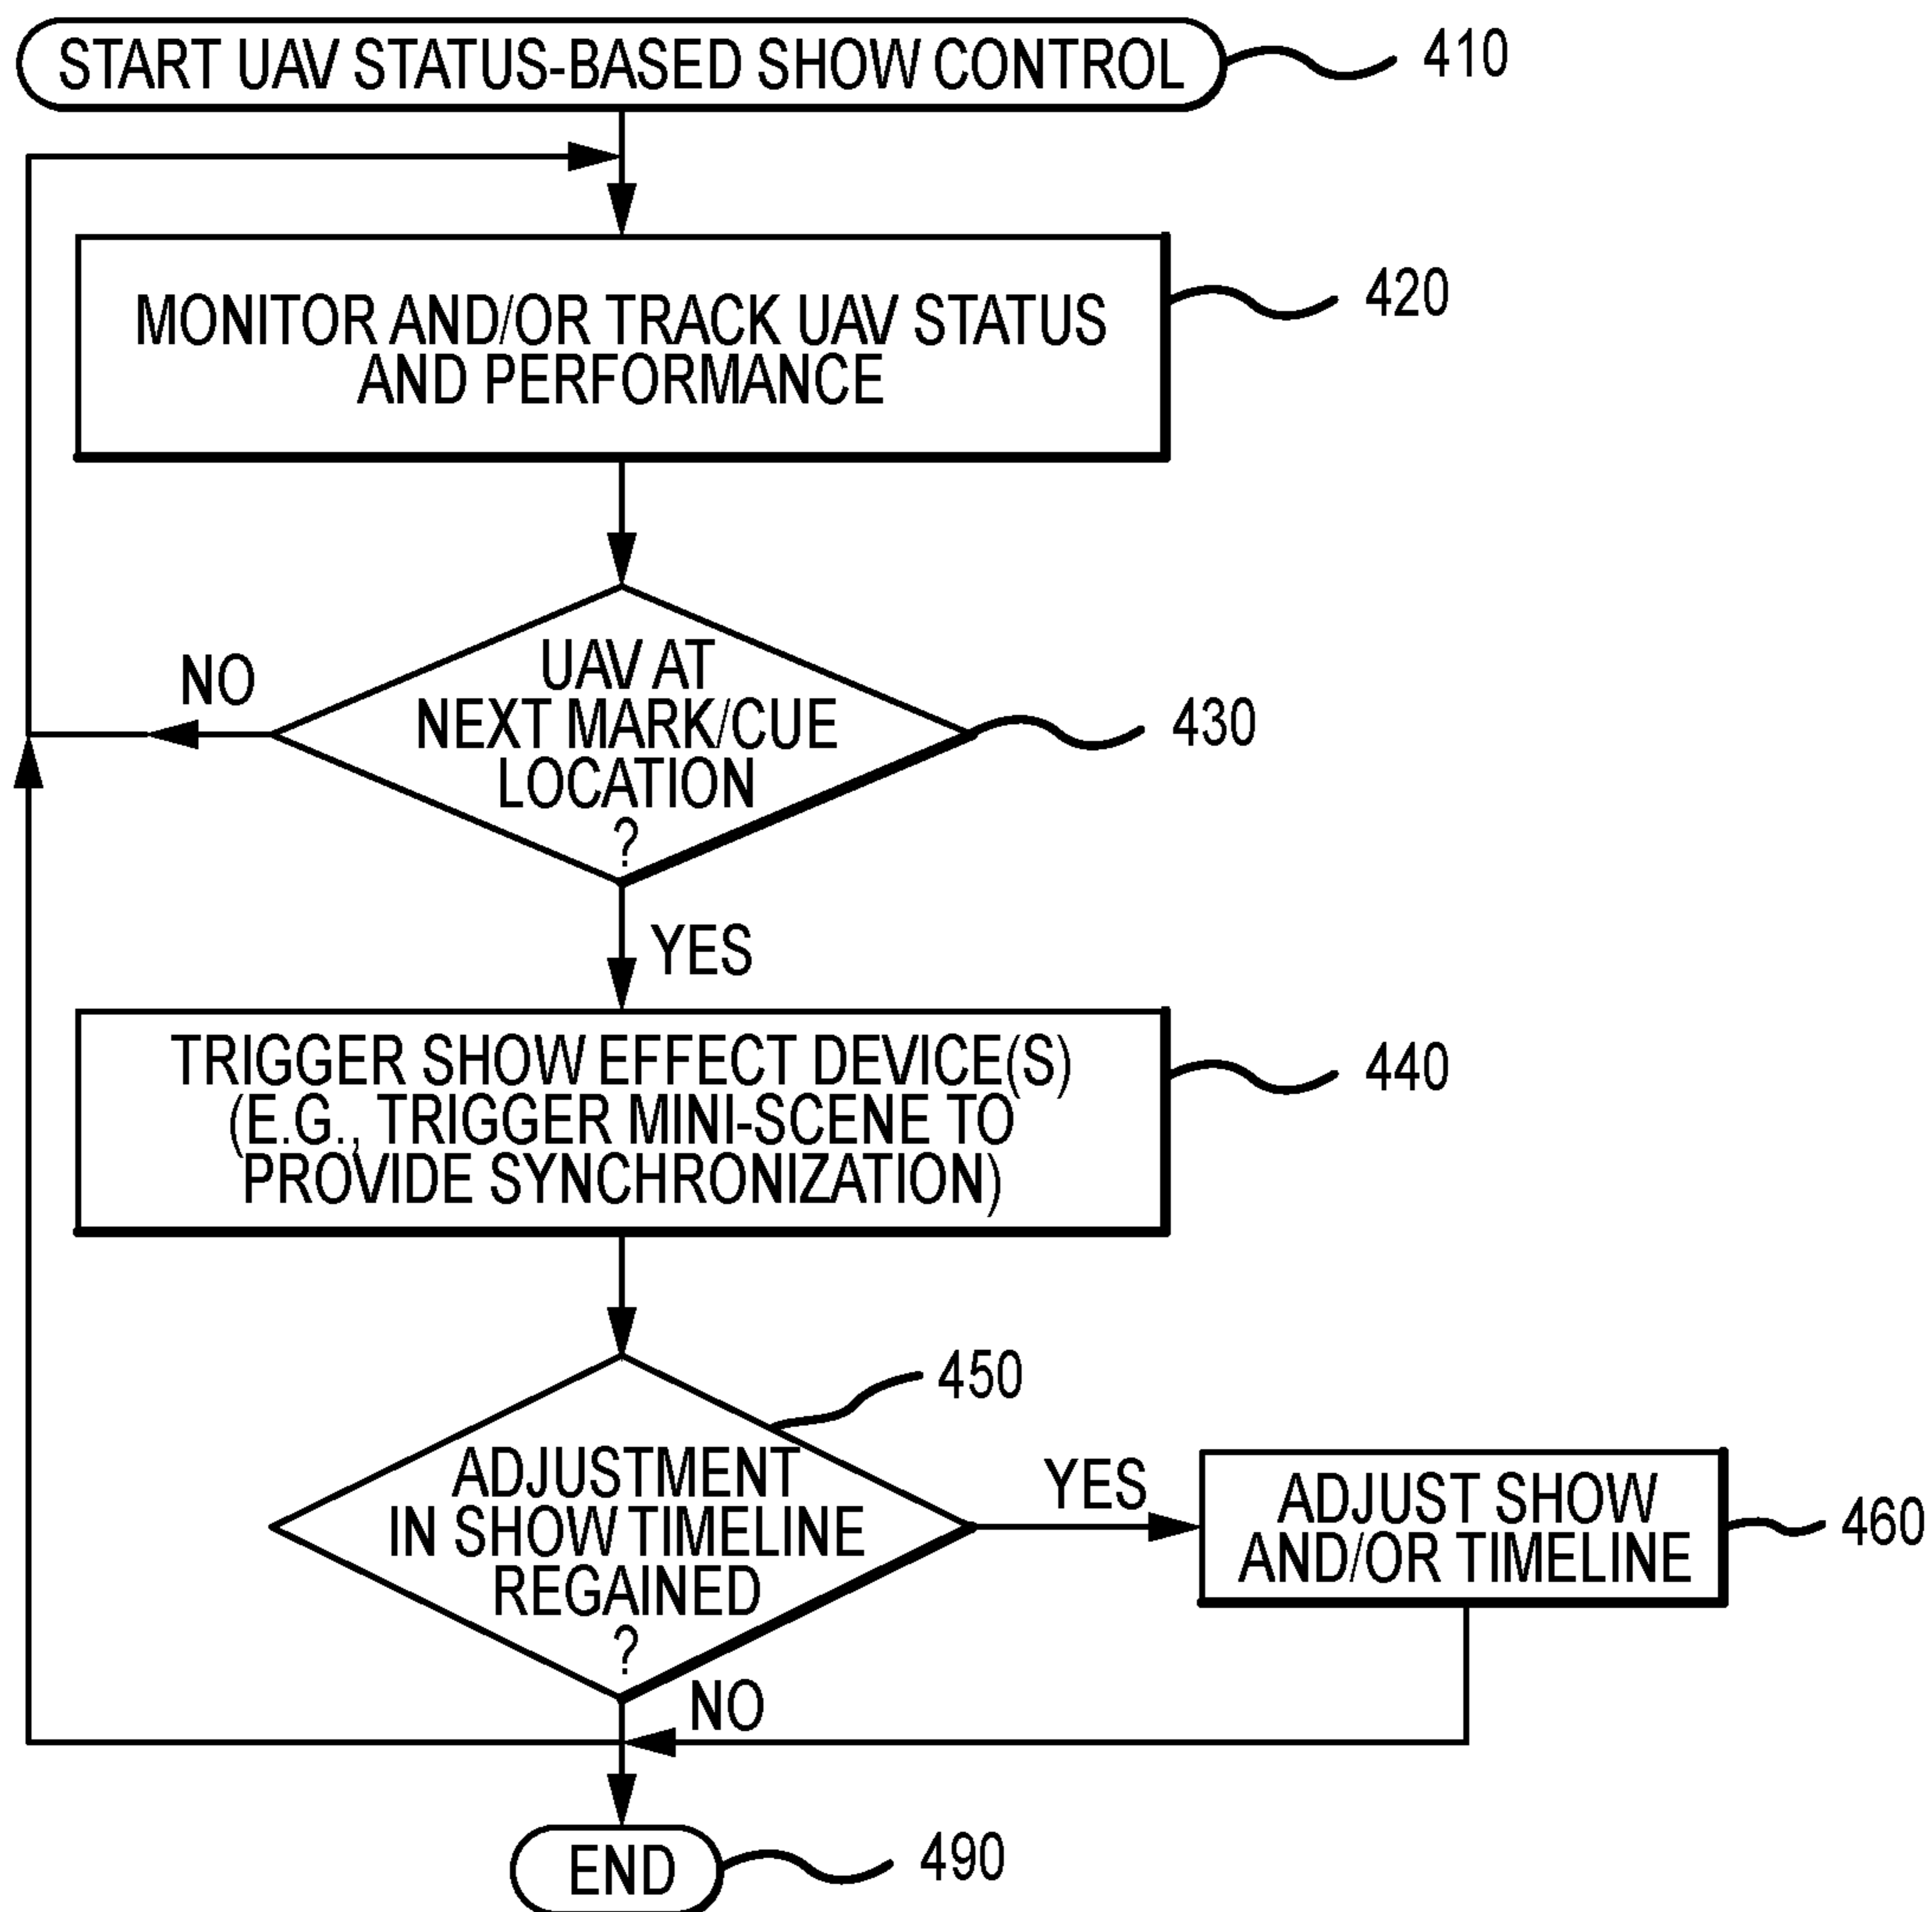 START UAV STATUS-BASED SHOW CONTROL
410
MONITOR AND/OR TRACK UAV STATUS
AND PERFORMANCE
420
NO
UAV AT
NEXT MARK/CUE
LOCATION
?
430
YES
TRIGGER SHOW EFFECT DEVICE(S)
(E.G., TRIGGER MINI-SCENE TO
PROVIDE SYNCHRONIZATION)
440
450
ADJUSTMENT
IN SHOW TIMELINE
REGAINED
?
YES
ADJUST SHOW
AND/OR TIMELINE
460
NO
END
490